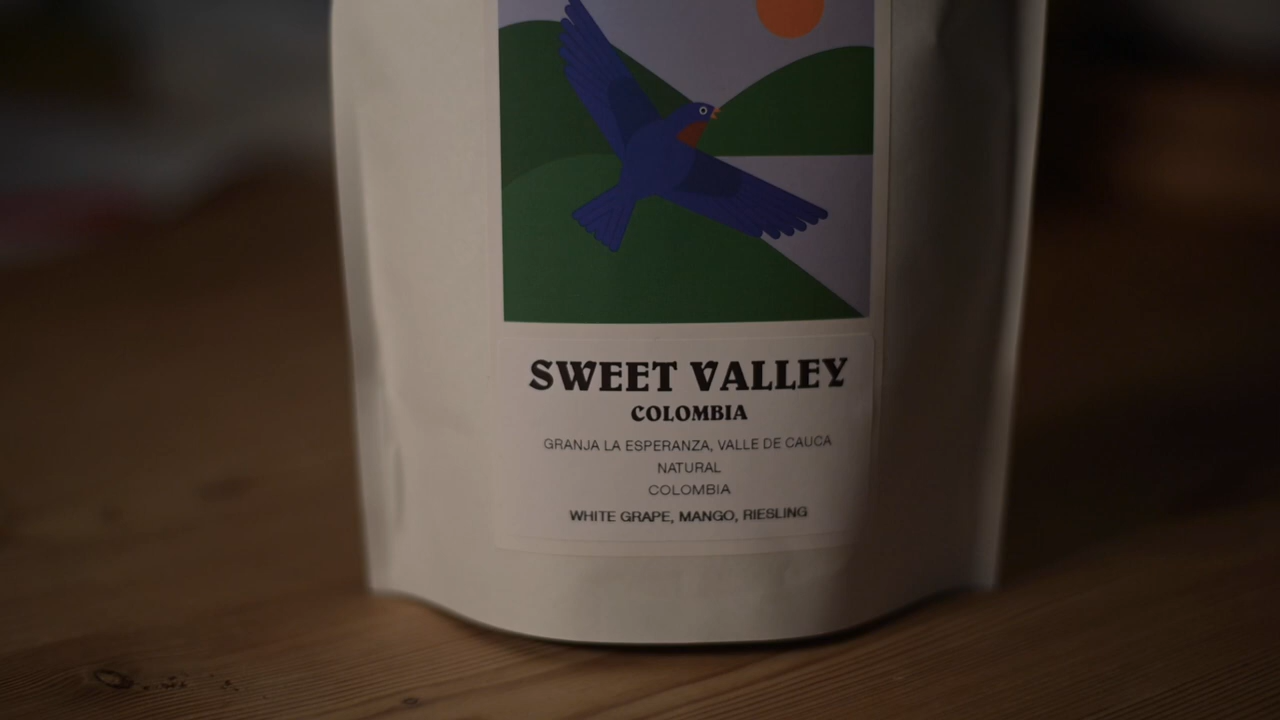 SWEET VALLEY
COLOMBIA
GRANJA LA ESPERANZA, VALLE DE CAUCA
NATURAL
COLOMBIA
WHITE GRAPE, MANGO, RIESLING